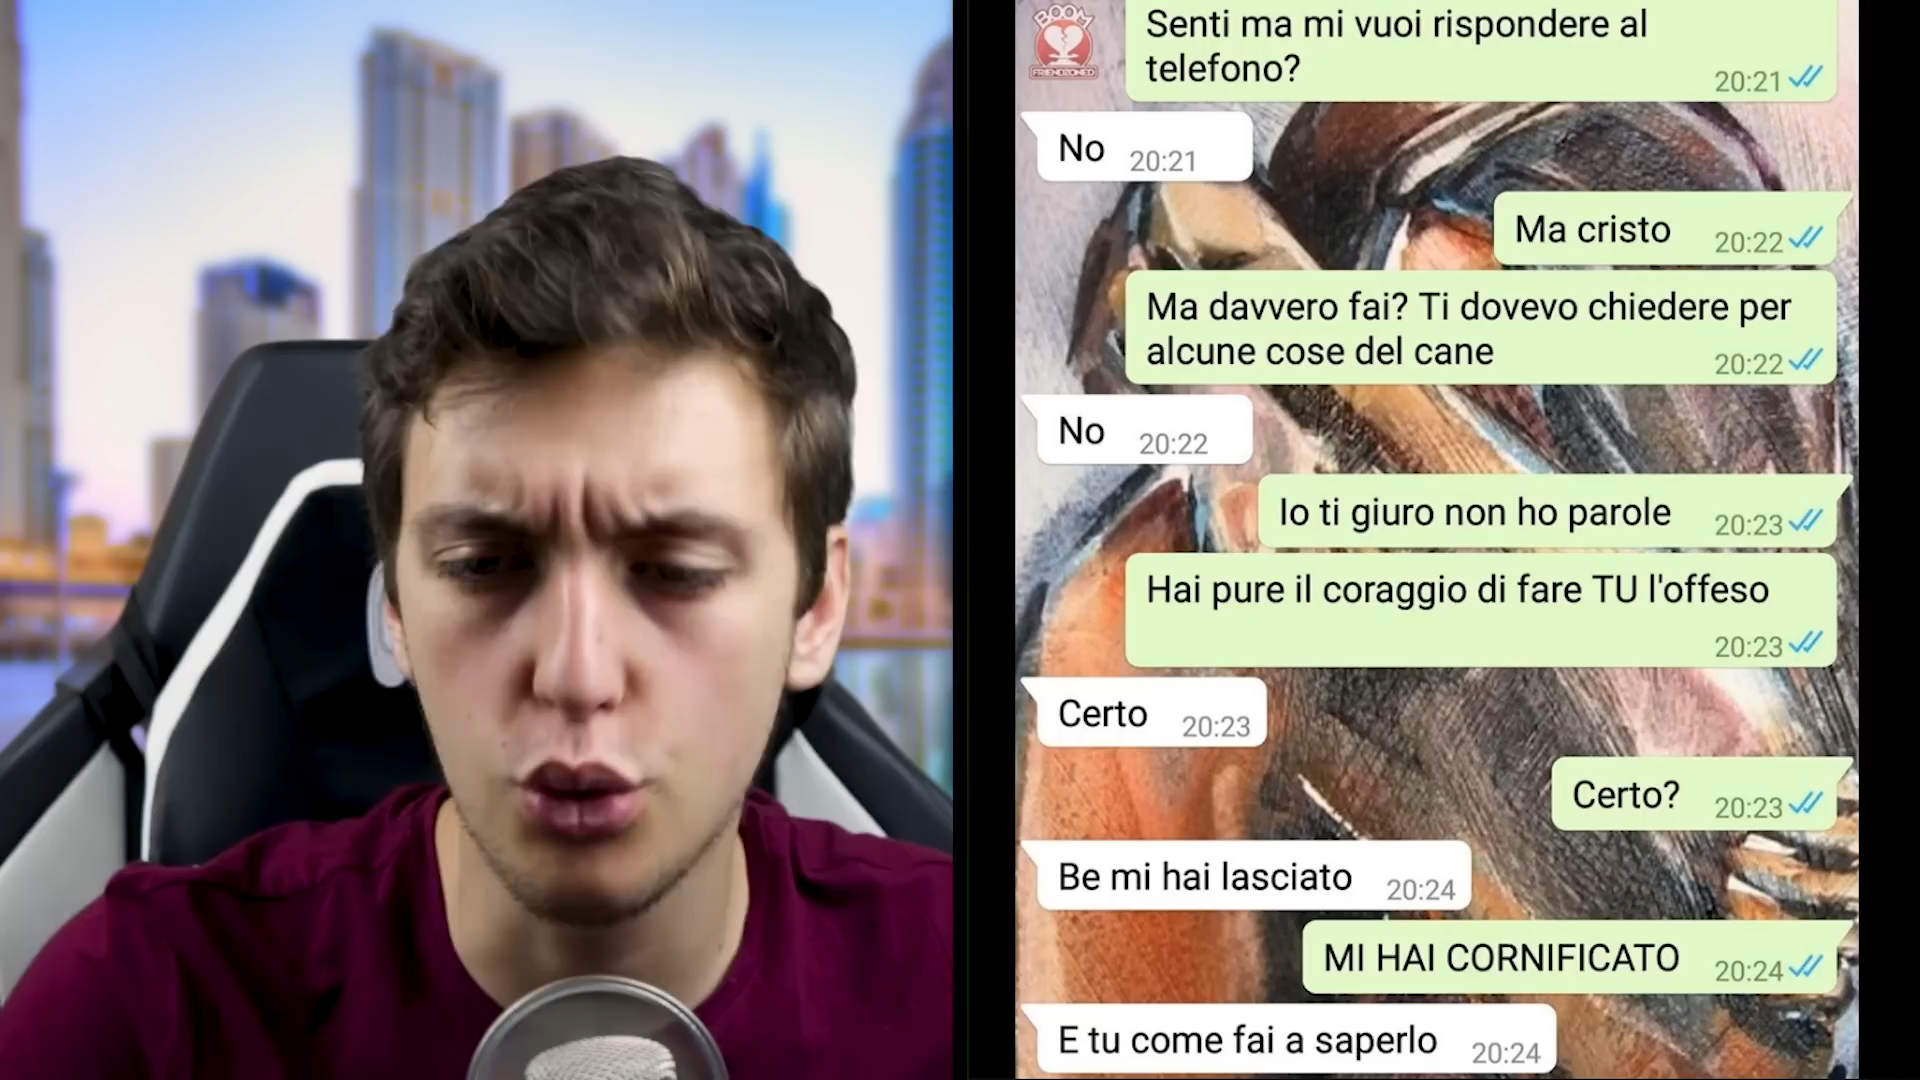 BOOM
FRIENDZONED
Senti ma mi vuoi rispondere al
telefono?
20:21
No 20:21
Ma cristo 20:22
Ma davvero fai? Ti dovevo chiedere per
alcune cose del cane 20:22
No 20:22
Io ti giuro non ho parole 20:23
Hai pure il coraggio di fare TU l'offeso
20:23
Certo 20:23
Certo? 20:23
Be mi hai lasciato 20:24
MI HAI CORNIFICATO 20:24
E tu come fai a saperlo 20:24